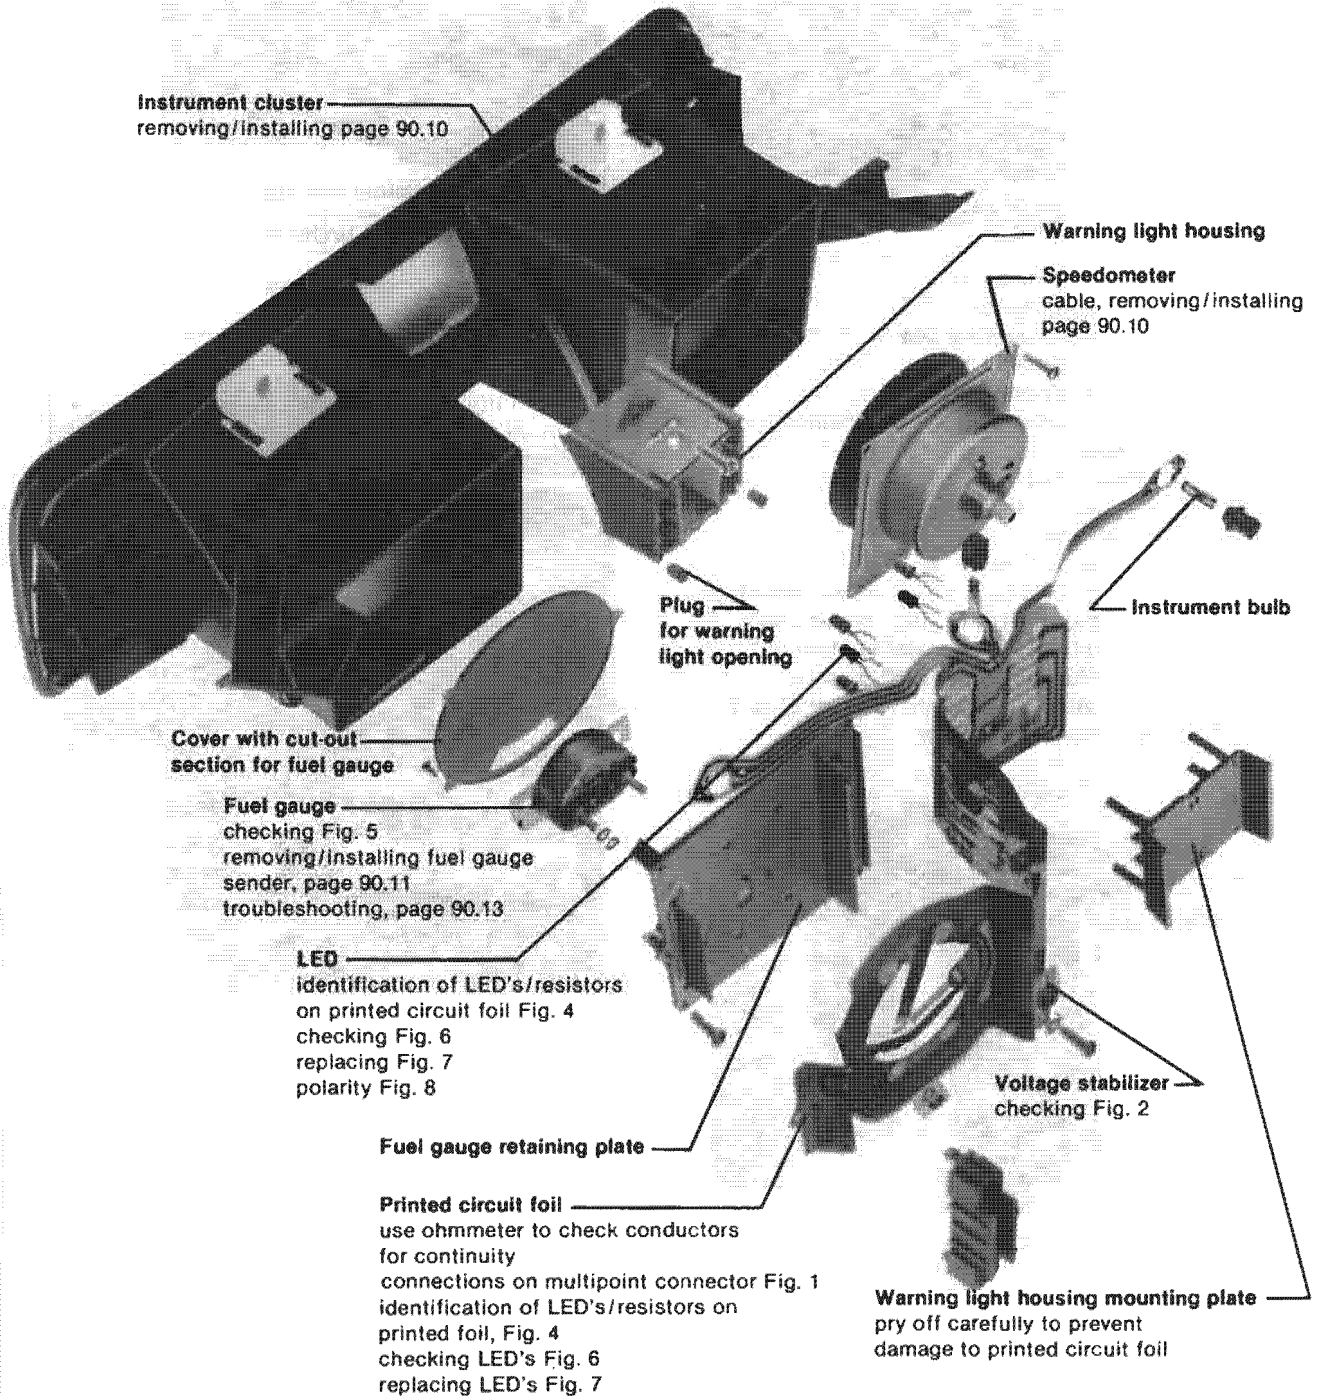 Instrument cluster
removing/installing page 90.10
Warning light housing
Speedometer
cable, removing/installing
page 90.10
Plug
for warning
light opening
Instrument bulb
Cover with cut-out
section for fuel gauge
Fuel gauge
checking Fig. 5
removing/installing fuel gauge
sender, page 90.11
troubleshooting, page 90.13
LED
identification of LED's/resistors
on printed circuit foil Fig. 4
checking Fig. 6
replacing Fig. 7
polarity Fig. 8
Voltage stabilizer
checking Fig. 2
Fuel gauge retaining plate
Printed circuit foil
use ohmmeter to check conductors
for continuity
connections on multipoint connector Fig. 1
identification of LED's/resistors on
printed foil, Fig. 4
checking LED's Fig. 6
replacing LED's Fig. 7
Warning light housing mounting plate
pry off carefully to prevent
damage to printed circuit foil